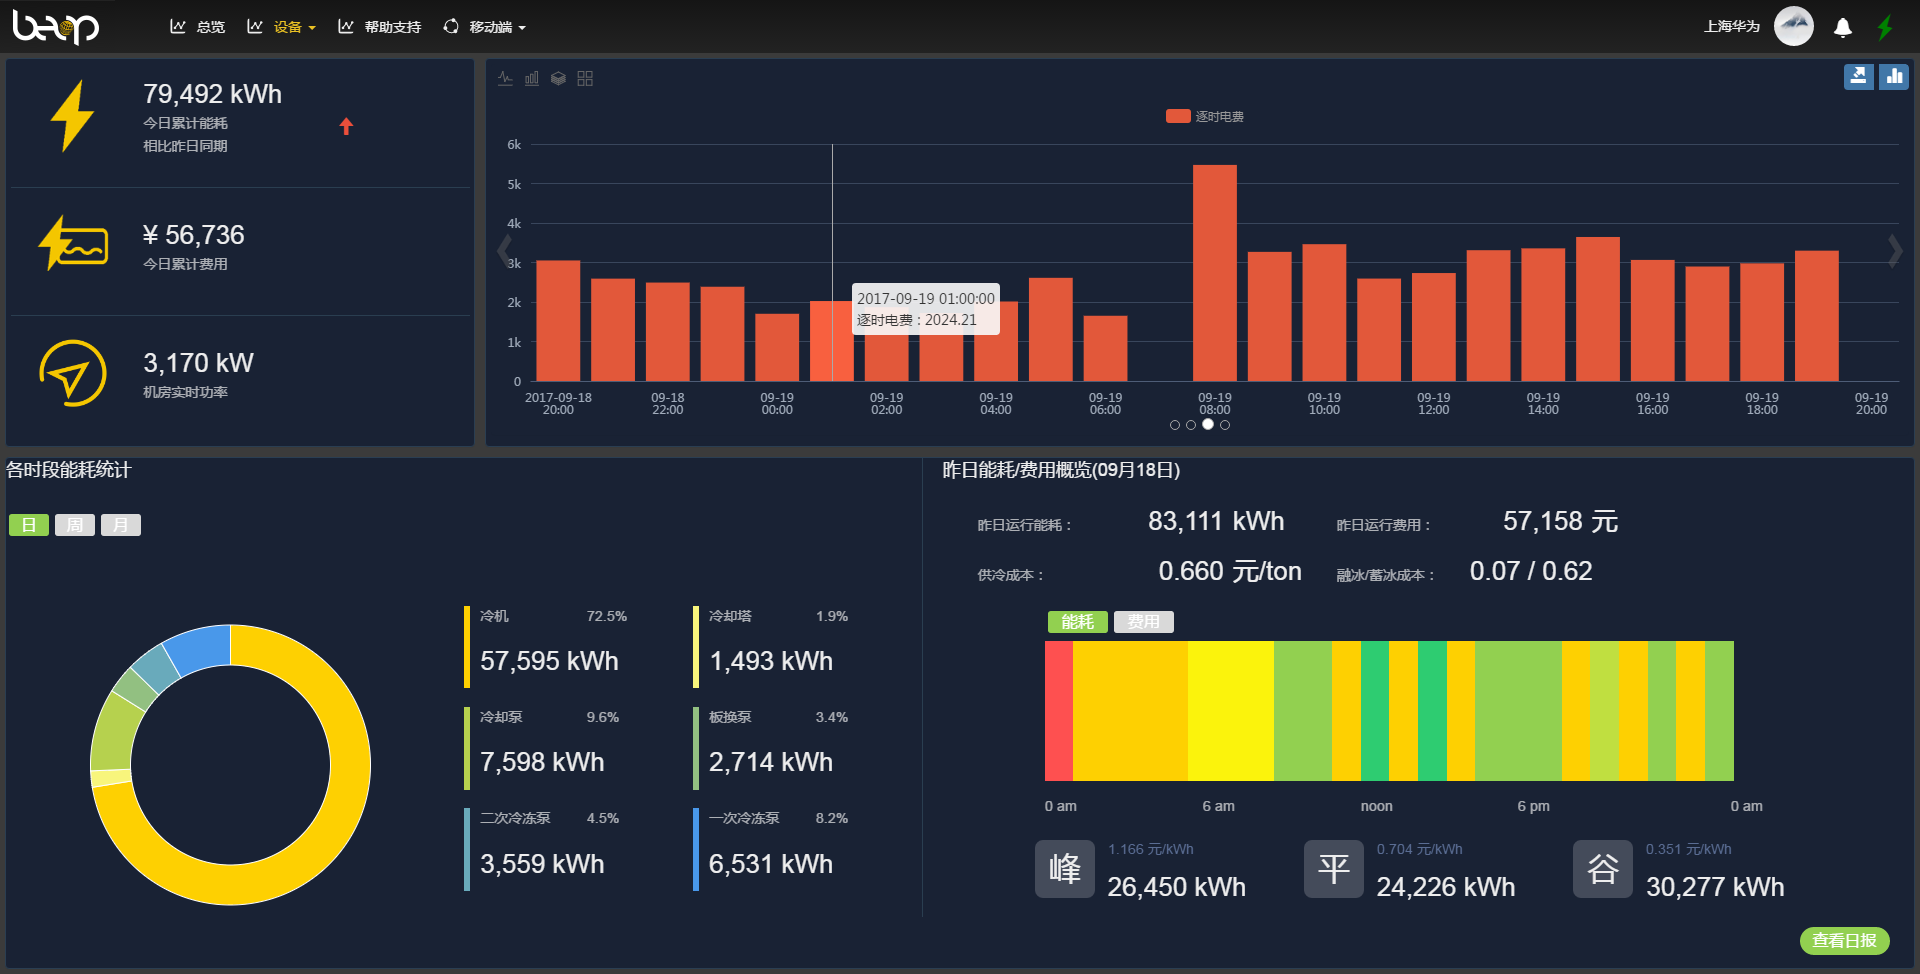 beop
总览
设备
帮助支持
移动端
上海华为
79,492 kWh
今日累计能耗
相比昨日同期
¥ 56,736
今日累计费用
3,170 kW
机房实时功率
逐时电费
6k
5k
4k
3k
2k
1k
0
2017-09-19 01:00:00
逐时电费 : 2024.21
2017-09-18 20:00
09-18 22:00
09-19 00:00
09-19 02:00
09-19 04:00
09-19 06:00
09-19 08:00
09-19 10:00
09-19 12:00
09-19 14:00
09-19 16:00
09-19 18:00
09-19 20:00
各时段能耗统计
日 周 月
冷机 72.5%
57,595 kWh
冷却塔 1.9%
1,493 kWh
冷却泵 9.6%
7,598 kWh
板换泵 3.4%
2,714 kWh
二次冷冻泵 4.5%
3,559 kWh
一次冷冻泵 8.2%
6,531 kWh
昨日能耗/费用概览(09月18日)
昨日运行能耗： 83,111 kWh 昨日运行费用： 57,158 元
供冷成本： 0.660 元/ton 融冰/蓄冰成本： 0.07 / 0.62
能耗 费用
0 am 6 am noon 6 pm 0 am
峰
1.166 元/kWh
26,450 kWh
平
0.704 元/kWh
24,226 kWh
谷
0.351 元/kWh
30,277 kWh
查看日报